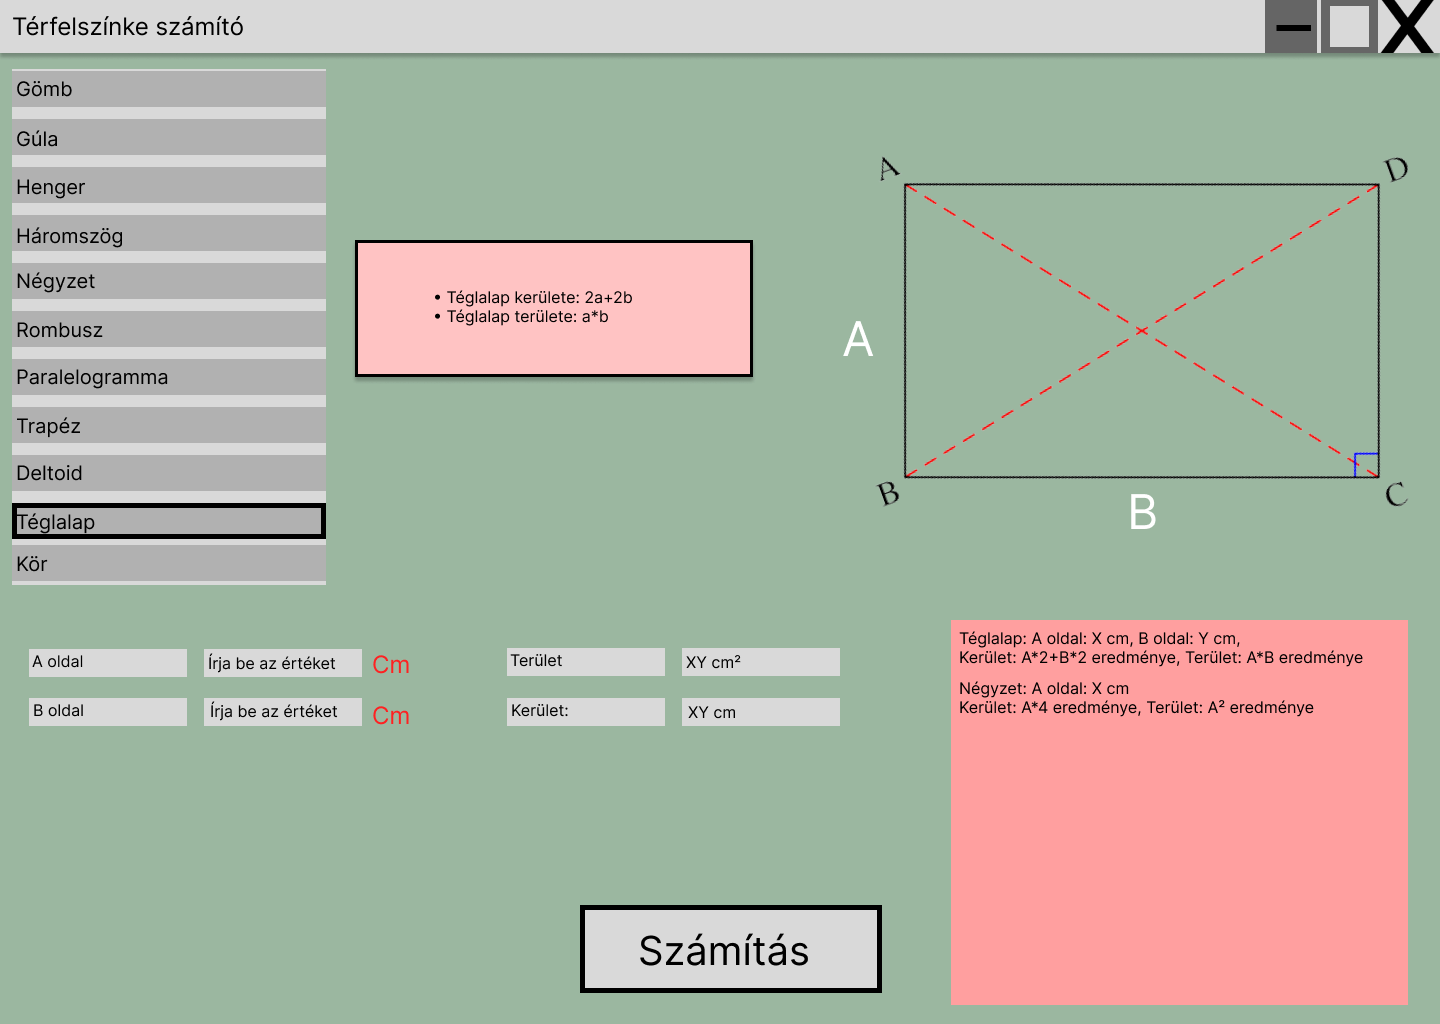 Térfelszínke számító
X
Gömb
Gúla
Henger
Háromszög
Négyzet
Rombusz
Paralelogramma
Trapéz
Deltoid
Téglalap
Kör
• Téglalap kerülete: 2a+2b
• Téglalap területe: a*b
A
D
A
B
C
B
A oldal
Írja be az értéket
Cm
B oldal
Írja be az értéket
Cm
Terület
XY cm²
Kerület:
XY cm
Téglalap: A oldal: X cm, B oldal: Y cm,
Kerület: A*2+B*2 eredménye, Terület: A*B eredménye
Négyzet: A oldal: X cm
Kerület: A*4 eredménye, Terület: A² eredménye
Számítás